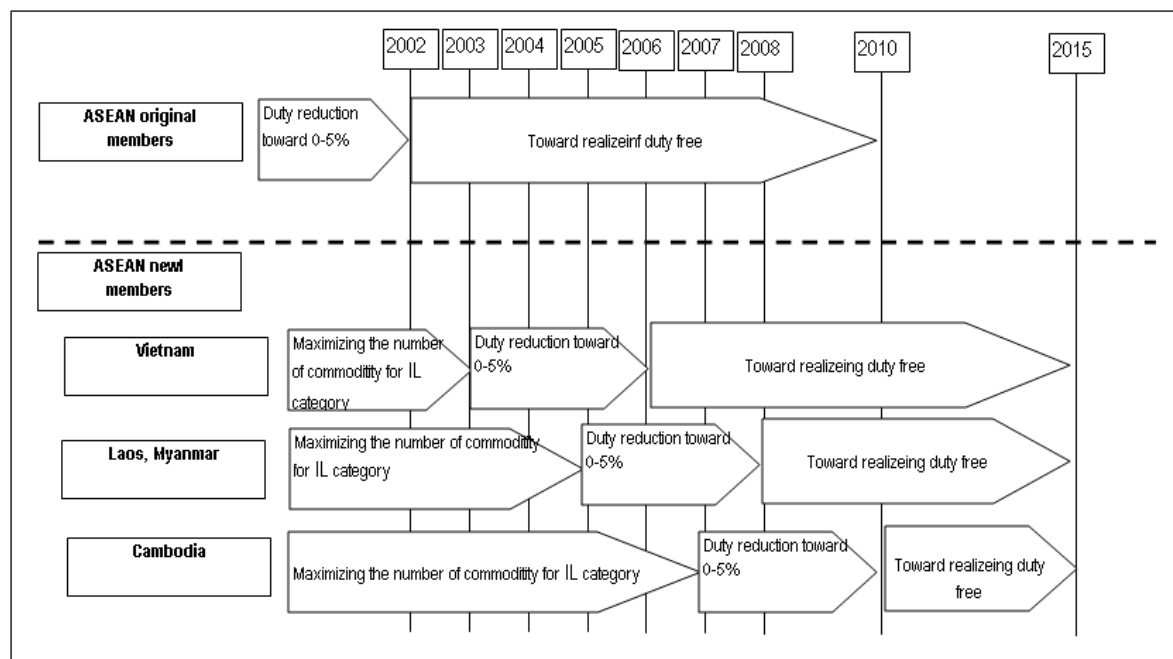 2002 2003 2004 2005 2006 2007 2008 2010 2015
ASEAN original
members
Duty reduction
toward 0-5%
Toward realizeinf duty free
ASEAN newl
members
Vietnam
Maximizing the number
of commoditity for IL
category
Duty reduction toward
0-5%
Toward realizeing duty free
Laos, Myanmar
Maximizing the number of commoditity
for IL category
Duty reduction toward
0-5%
Toward realizeing duty free
Cambodia
Maximizing the number of commoditity for IL category
Duty reduction toward
0-5%
Toward realizeing duty
free